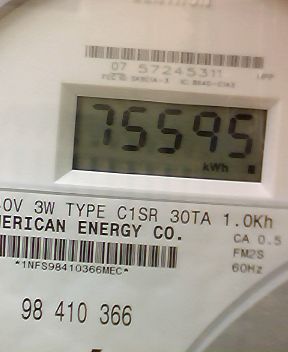 07 57245311
75595
kWh
0V 3W TYPE C1SR 30TA 1.0Kh
MERICAN ENERGY CO.
CA 0.5
*1NFS98410366MEC*
FM2S
60Hz
98 410 366